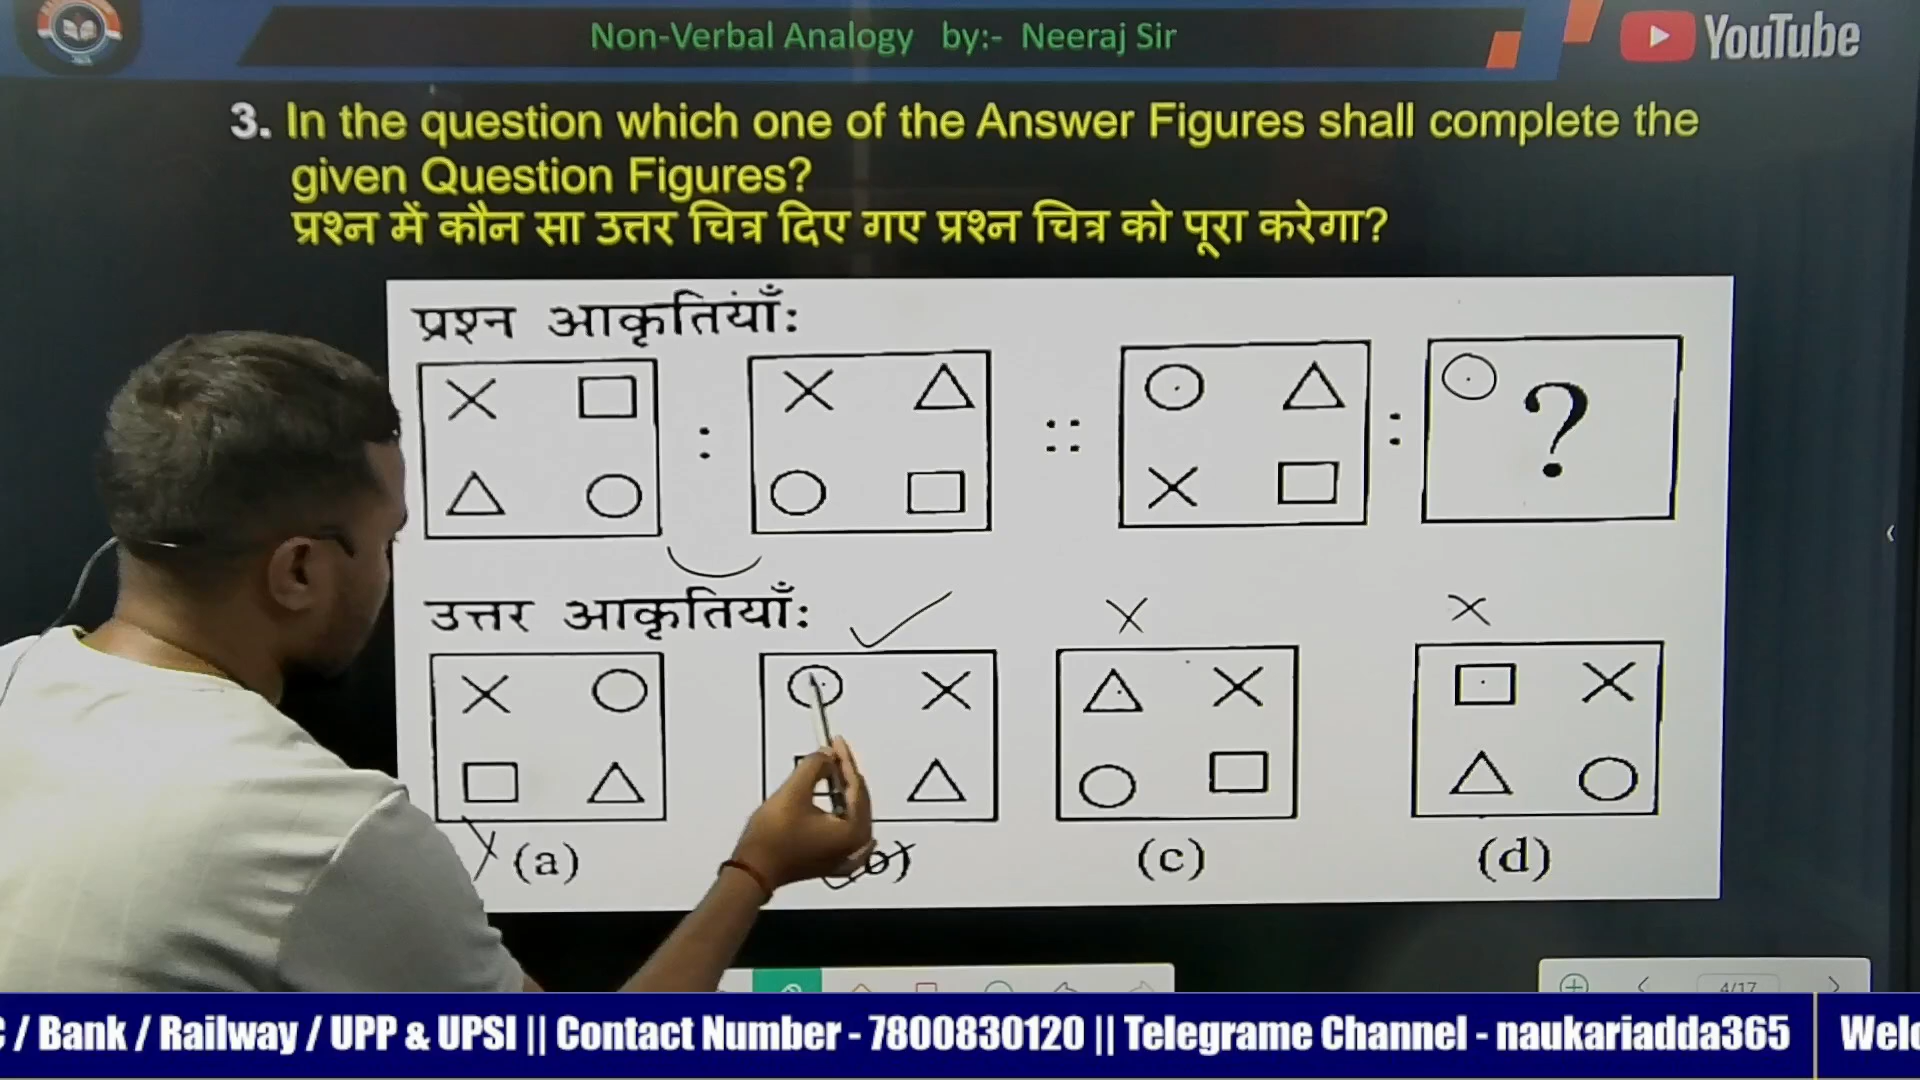 Non-Verbal Analogy by:- Neeraj Sir
YouTube
3. In the question which one of the Answer Figures shall complete the
given Question Figures?
प्रश्न में कौन सा उत्तर चित्र दिए गए प्रश्न चित्र को पूरा करेगा?
प्रश्न आकृतियाँ:
: :: : ?
उत्तर आकृतियाँ:
(a) (b) (c) (d)
4/17
/ Bank / Railway / UPP & UPSI || Contact Number - 7800830120 || Telegrame Channel - naukariadda365